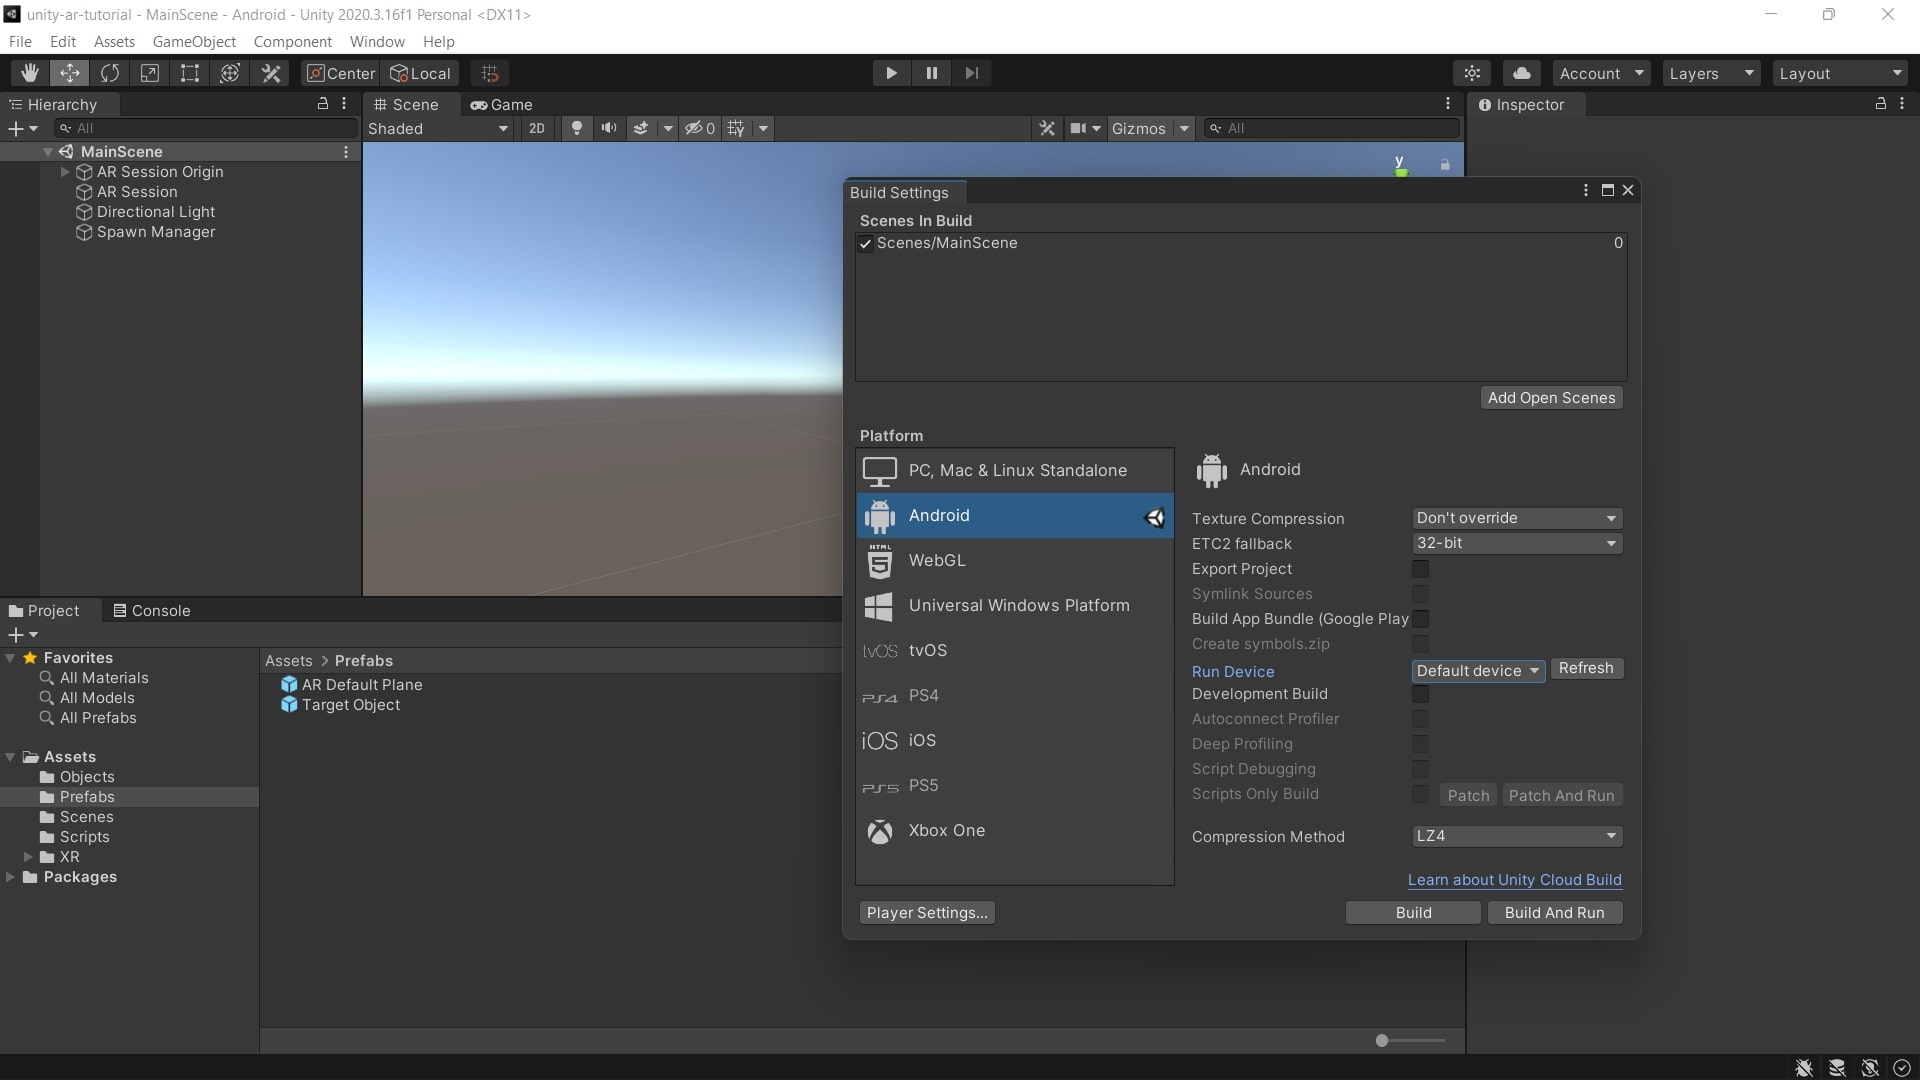 unity-ar-tutorial - MainScene - Android - Unity 2020.3.16f1 Personal <DX11>
File Edit Assets GameObject Component Window Help
Center Local Account Layers Layout
Hierarchy Scene Game Inspector
All Shaded 2D 0 Gizmos All
MainScene
AR Session Origin
AR Session
Directional Light
Spawn Manager
y
Build Settings
Scenes In Build
Scenes/MainScene 0
Add Open Scenes
Platform
PC, Mac & Linux Standalone
Android
HTML 5 WebGL
Universal Windows Platform
tvOS tvOS
PS4 PS4
iOS iOS
PS5 PS5
Xbox One
Android
Texture Compression Don't override
ETC2 fallback 32-bit
Export Project
Symlink Sources
Build App Bundle (Google Play
Create symbols.zip
Run Device Default device Refresh
Development Build
Autoconnect Profiler
Deep Profiling
Script Debugging
Scripts Only Build Patch Patch And Run
Compression Method LZ4
Learn about Unity Cloud Build
Player Settings... Build Build And Run
Project Console
Favorites
All Materials
All Models
All Prefabs
Assets
Objects
Prefabs
Scenes
Scripts
XR
Packages
Assets > Prefabs
AR Default Plane
Target Object